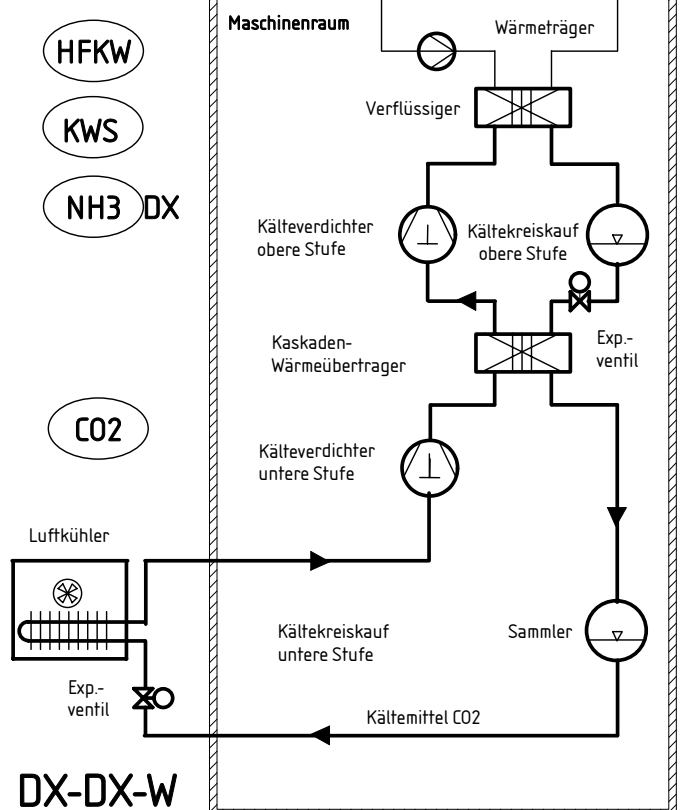 Maschinenraum
HFKW
Wärmeträger
Verflüssiger
KWS
NH3 DX
Kälteverdichter
obere Stufe
Kältekreiskauf
obere Stufe
Kaskaden-
Wärmeübertrager
Exp.-
ventil
CO2
Kälteverdichter
untere Stufe
Luftkühler
Kältekreiskauf
untere Stufe
Sammler
Exp.-
ventil
Kältemittel CO2
DX-DX-W